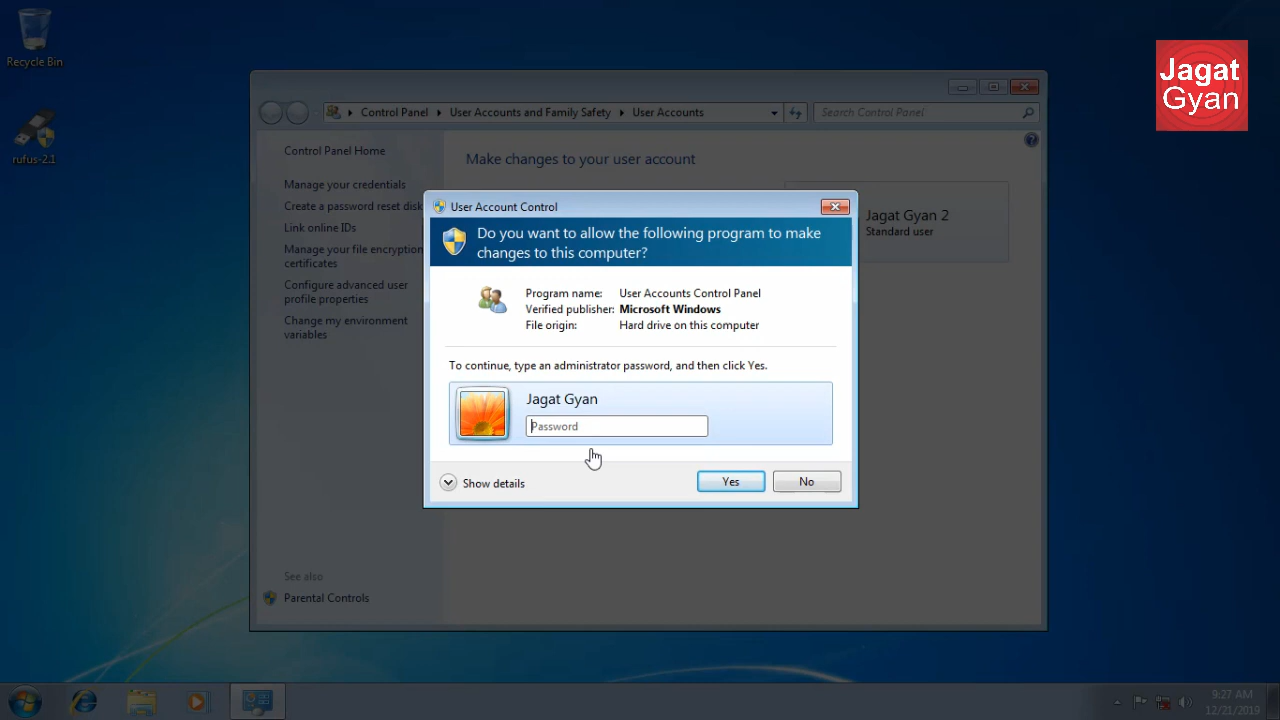 Recycle Bin
rufus-2.1
Jagat
Gyan
Control Panel
User Accounts and Family Safety
User Accounts
Search Control Panel
Control Panel Home
Manage your credentials
Create a password reset disk
Link online IDs
Manage your file encryption
certificates
Configure advanced user
profile properties
Change my environment
variables
See also
Parental Controls
Make changes to your user account
Jagat Gyan 2
Standard user
User Account Control
Do you want to allow the following program to make
changes to this computer?
Program name: User Accounts Control Panel
Verified publisher: Microsoft Windows
File origin: Hard drive on this computer
To continue, type an administrator password, and then click Yes.
Jagat Gyan
Password
Show details
Yes
No
9:27 AM
12/21/2019